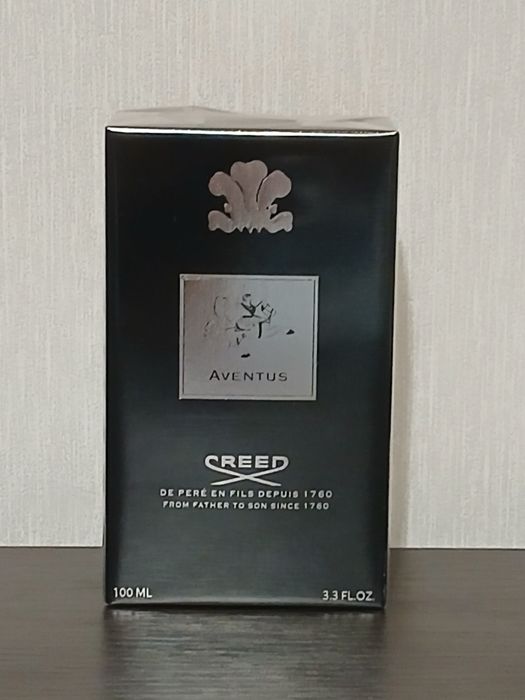 AVENTUS
CREED
DE PERÉ EN FILS DEPUIS 1760
FROM FATHER TO SON SINCE 1760
100 ML
3.3 FL.OZ.